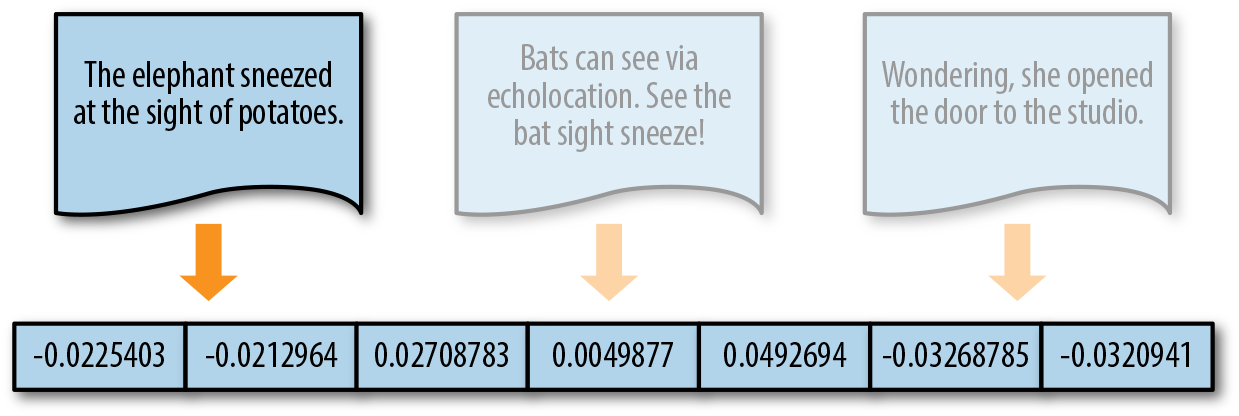 The elephant sneezed
at the sight of potatoes.
Bats can see via
echolocation. See the
bat sight sneeze!
Wondering, she opened
the door to the studio.
-0.0225403 -0.0212964 0.02708783 0.0049877 0.0492694 -0.03268785 -0.0320941